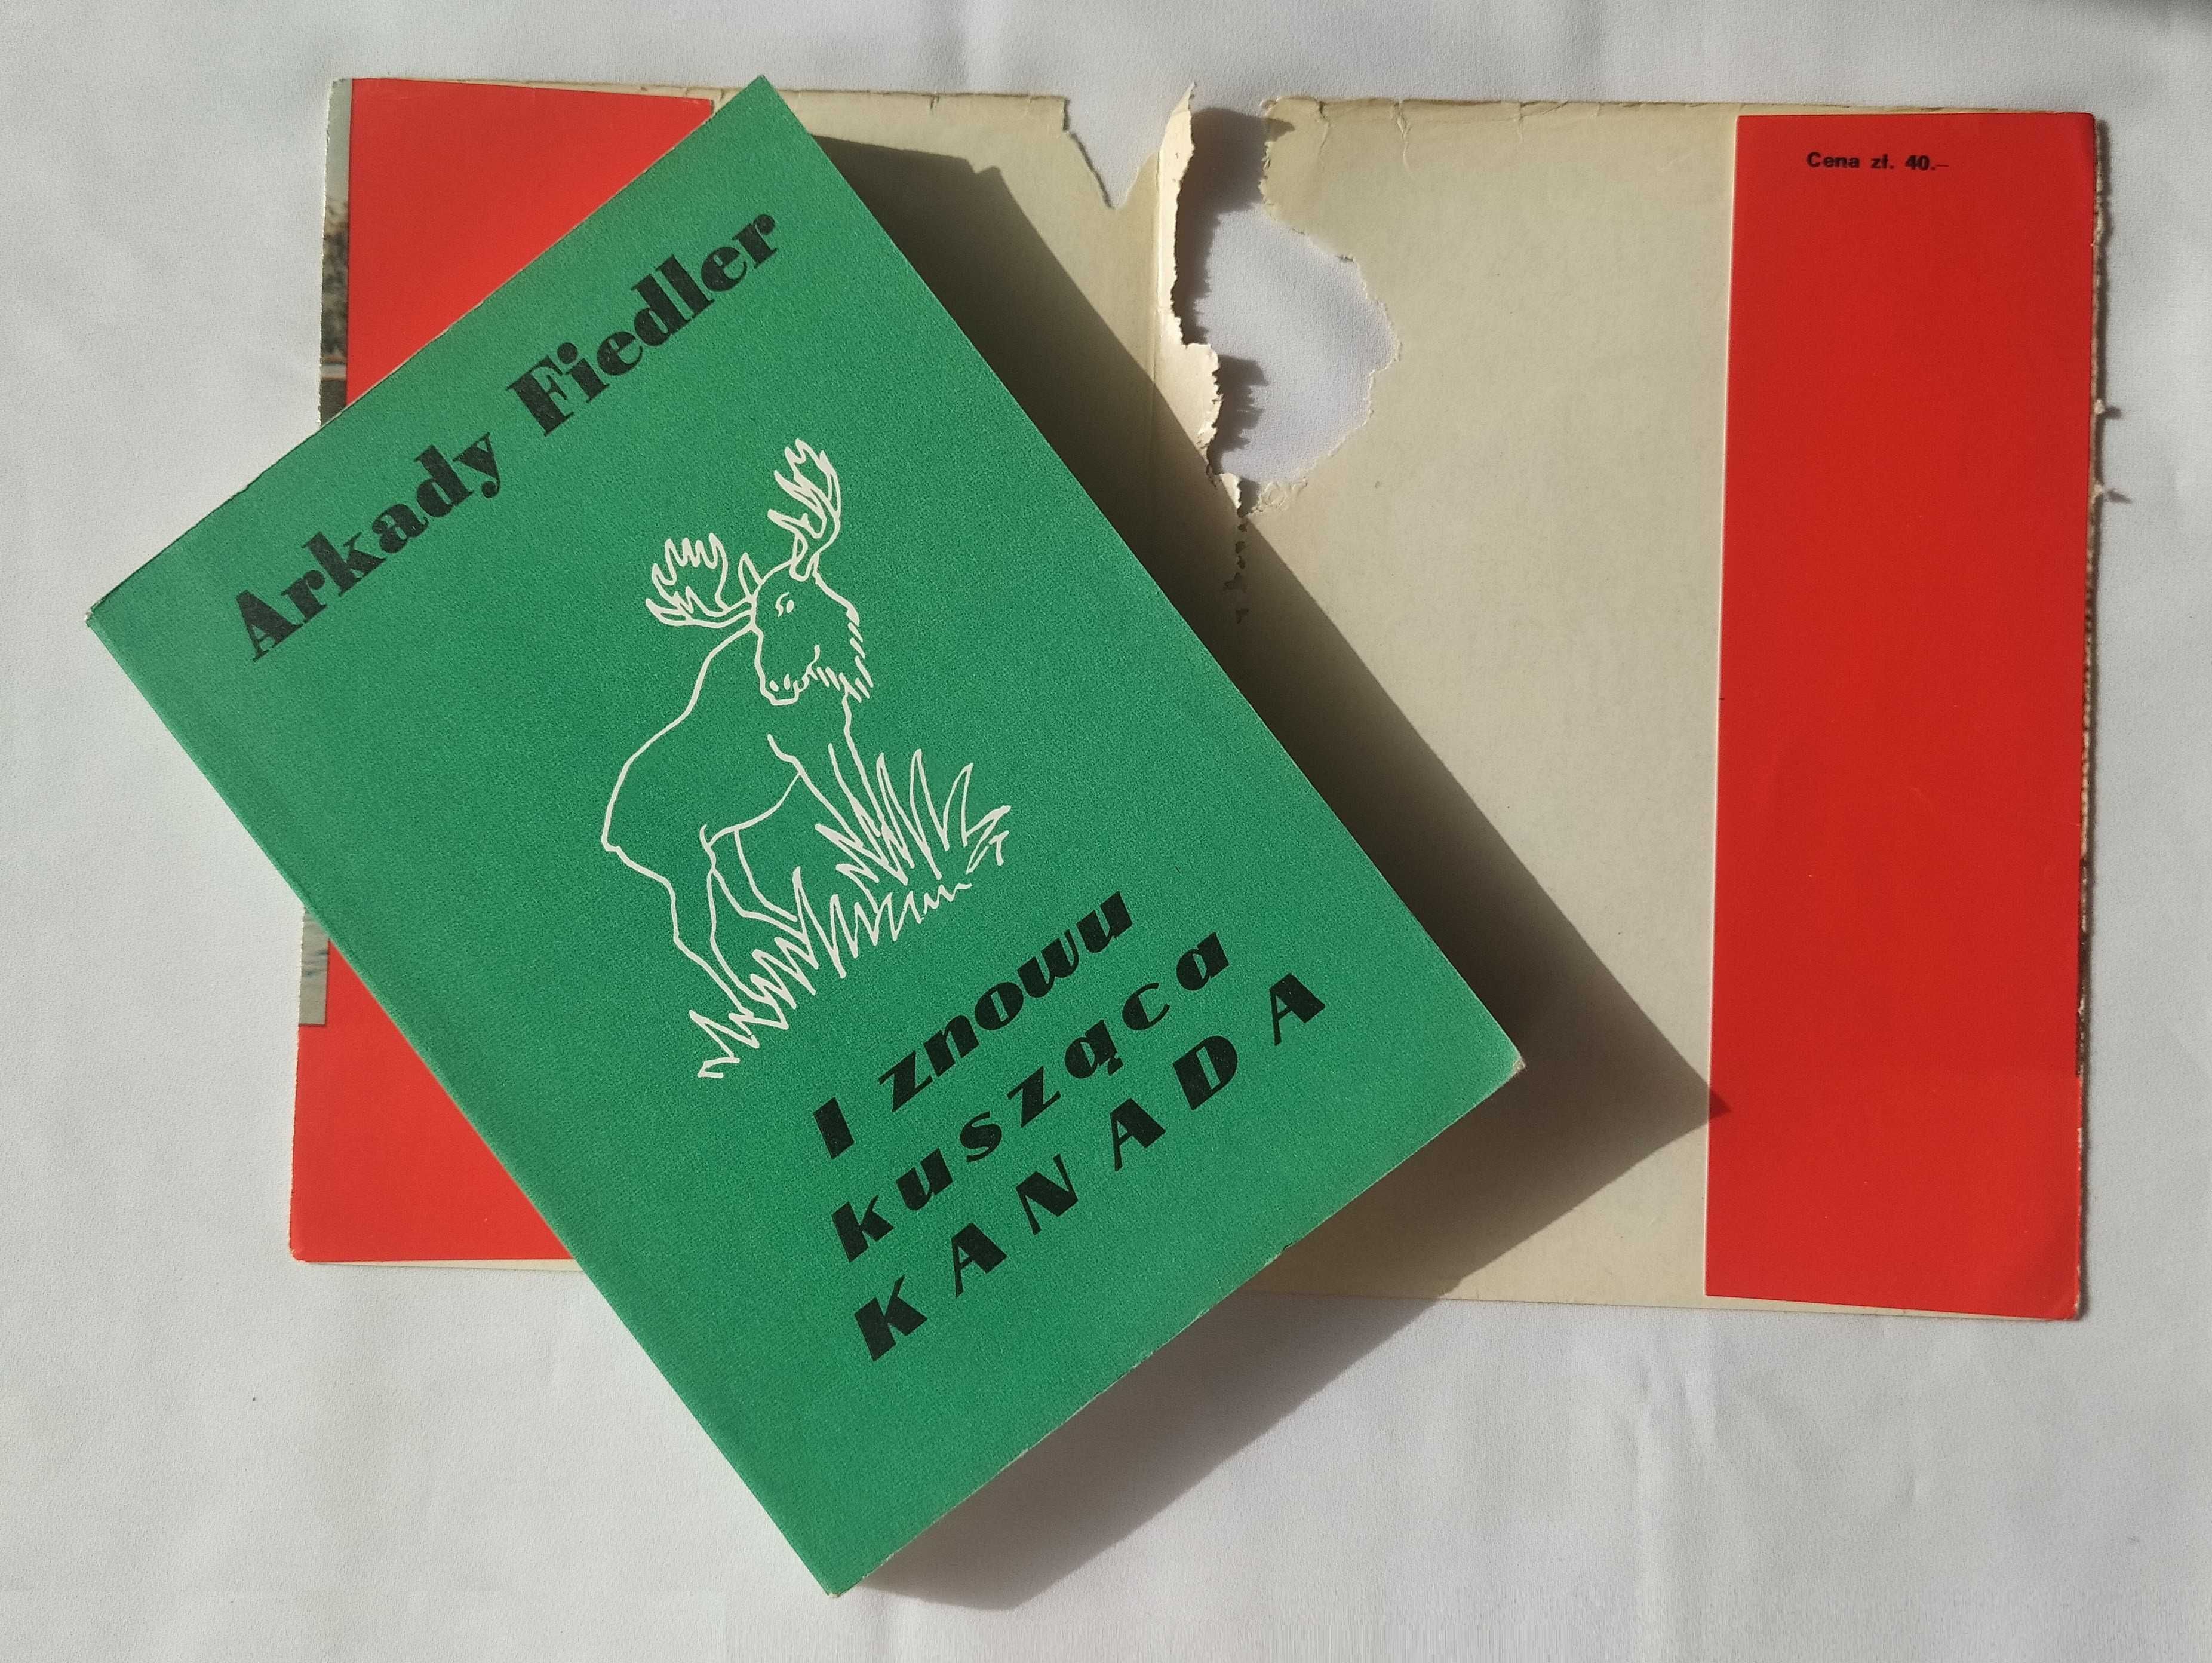 Arkady Fiedler
I znowu
kusząca
KANADA
Cena zł. 40.—